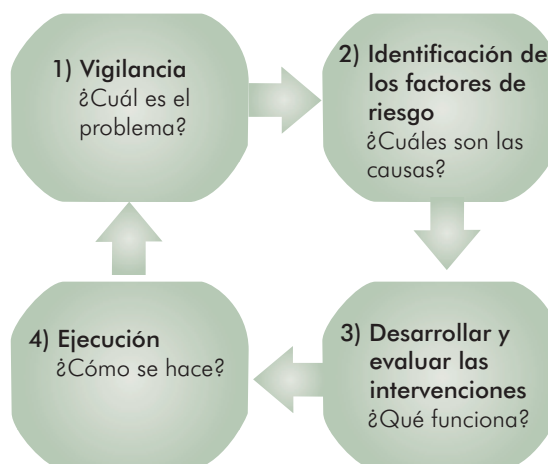 1) Vigilancia
¿Cuál es el
problema?
2) Identificación de
los factores de
riesgo
¿Cuáles son las
causas?
3) Desarrollar y
evaluar las
intervenciones
¿Qué funciona?
4) Ejecución
¿Cómo se hace?